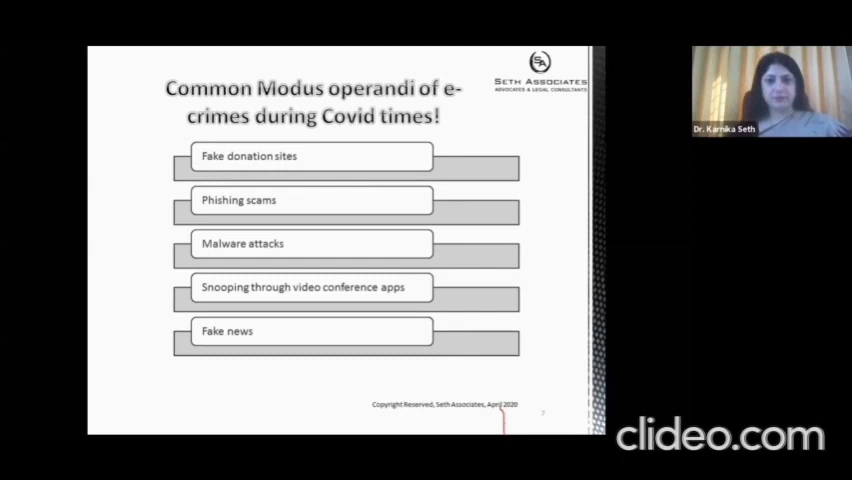 Common Modus operandi of e-
crimes during Covid times!
SA
SETH ASSOCIATES
ADVOCATES & LEGAL CONSULTANTS
Fake donation sites
Phishing scams
Malware attacks
Snooping through video conference apps
Fake news
Copyright Reserved, Seth Associates, April 2020
7
Dr. Karnika Seth
clideo.com